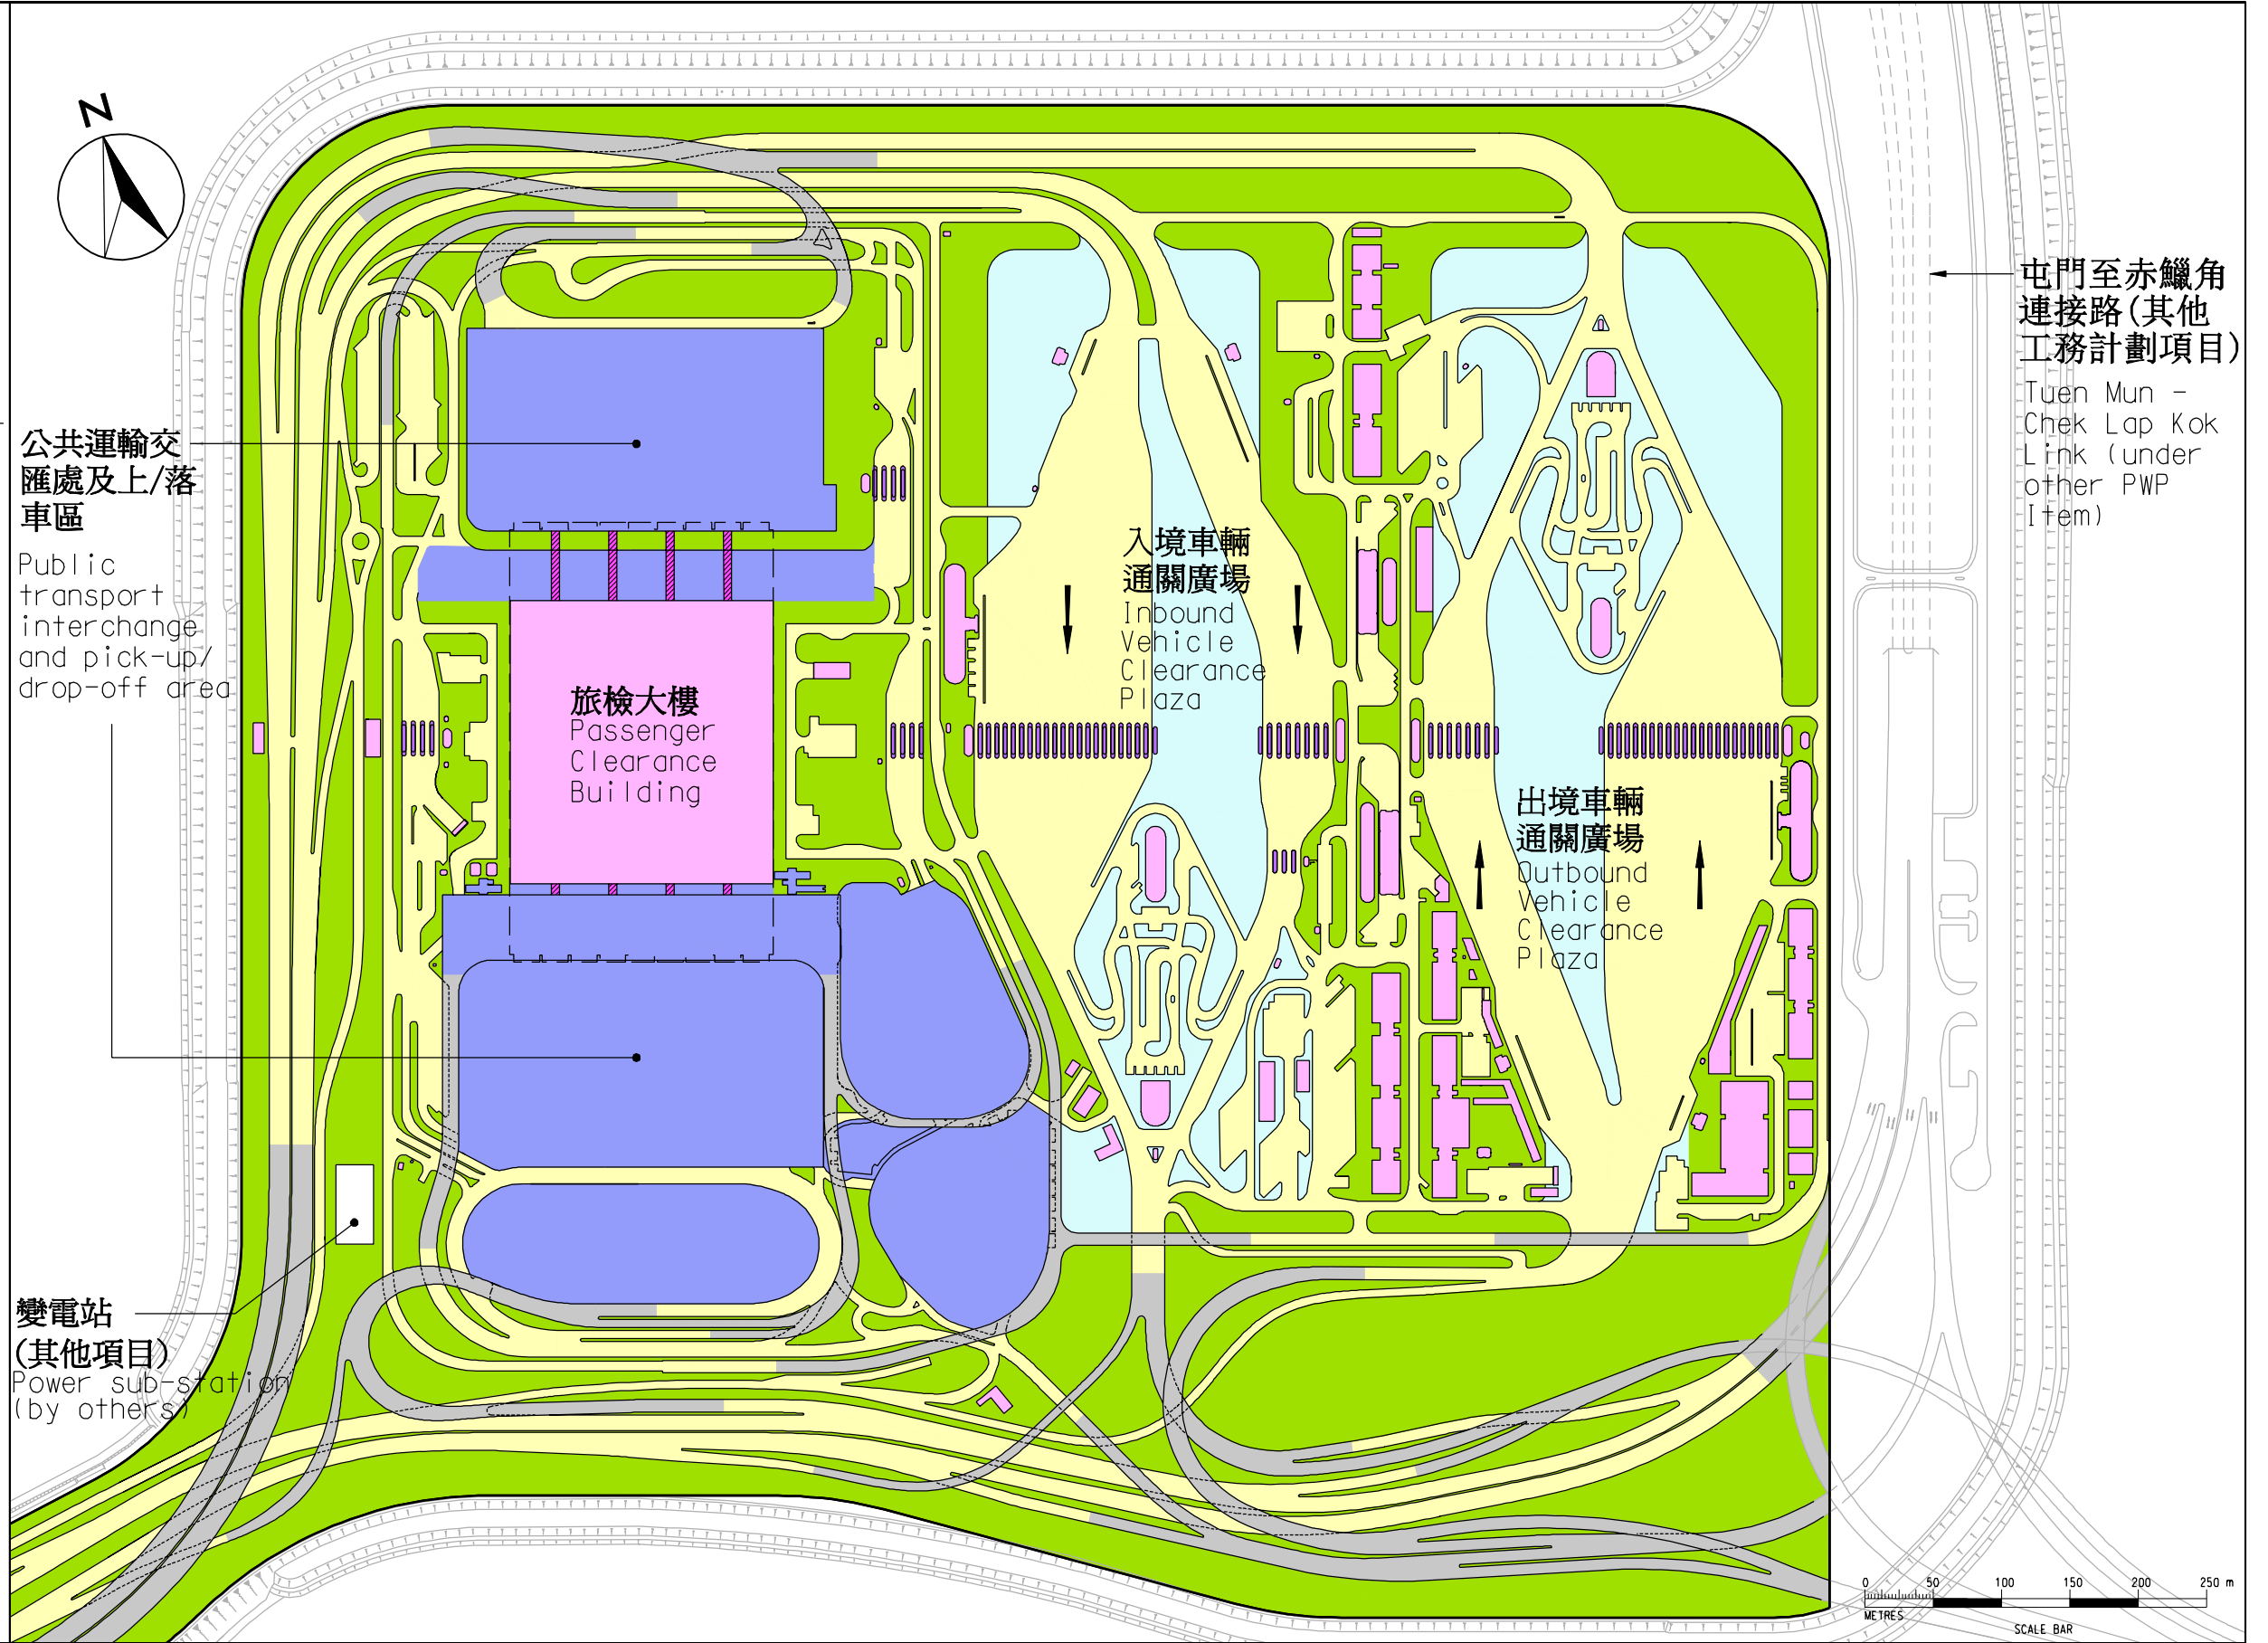 N
屯門至赤鱲角
連接路(其他
工務計劃項目)
Tuen Mun -
Chek Lap Kok
Link (under
other PWP
Item)
公共運輸交
匯處及上/落
車區
Public
transport
interchange
and pick-up/
drop-off area
入境車輛
通關廣場
Inbound
Vehicle
Clearance
Plaza
旅檢大樓
Passenger
Clearance
Building
出境車輛
通關廣場
Outbound
Vehicle
Clearance
Plaza
變電站
(其他項目)
Power sub-station
(by others)
0 50 100 150 200 250 m
METRES
SCALE BAR